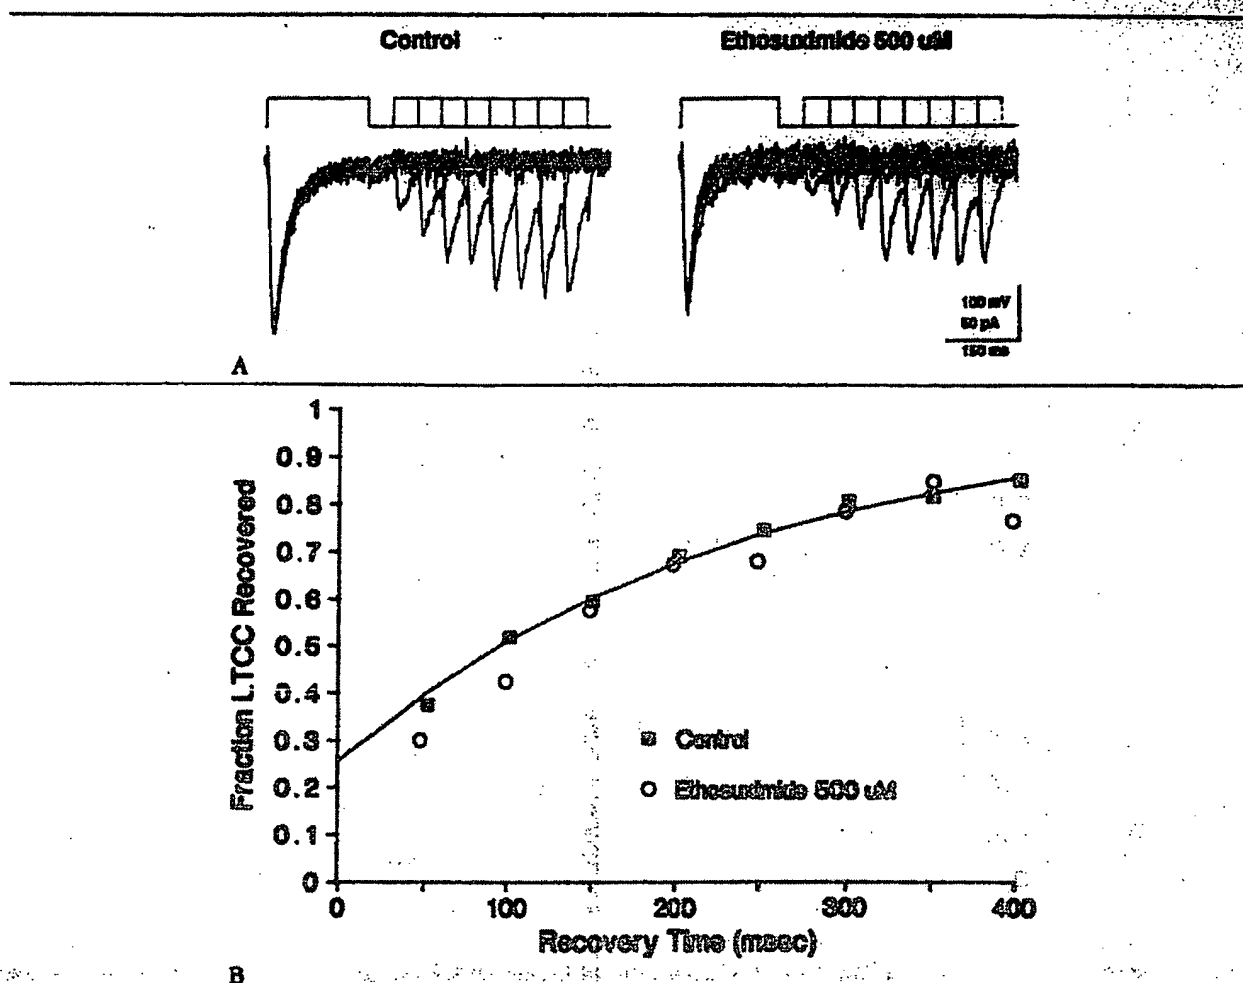 Control
Ethosuximide 500 uM
100 mV
50 pA
150 ms
A
1
0.9
0.8
0.7
0.6
0.5
0.4
0.3
0.2
0.1
0
Fraction LTCC Recovered
Control
Ethosuximide 500 uM
0
100
200
300
400
Recovery Time (msec)
B